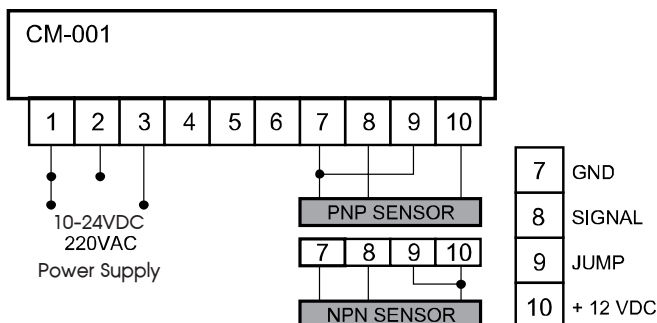 CM-001
1 2 3 4 5 6 7 8 9 10
10-24VDC
220VAC
Power Supply
PNP SENSOR
7 8 9 10
NPN SENSOR
7 GND
8 SIGNAL
9 JUMP
10 + 12 VDC